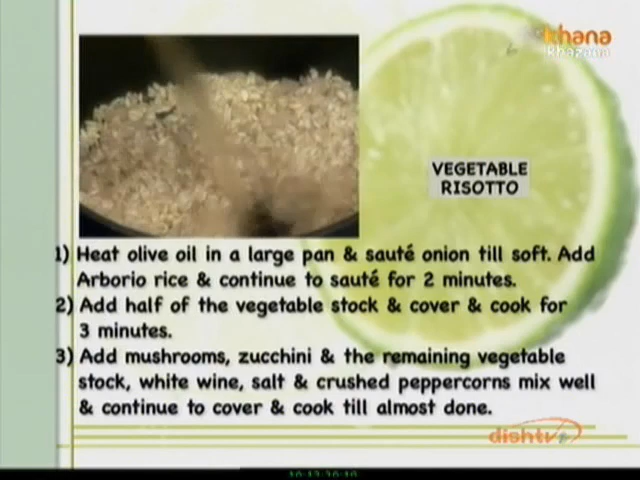 khana
khazana
VEGETABLE
RISOTTO
1) Heat olive oil in a large pan & sauté onion till soft. Add
Arborio rice & continue to sauté for 2 minutes.
2) Add half of the vegetable stock & cover & cook for
3 minutes.
3) Add mushrooms, zucchini & the remaining vegetable
stock, white wine, salt & crushed peppercorns mix well
& continue to cover & cook till almost done.
dishtv